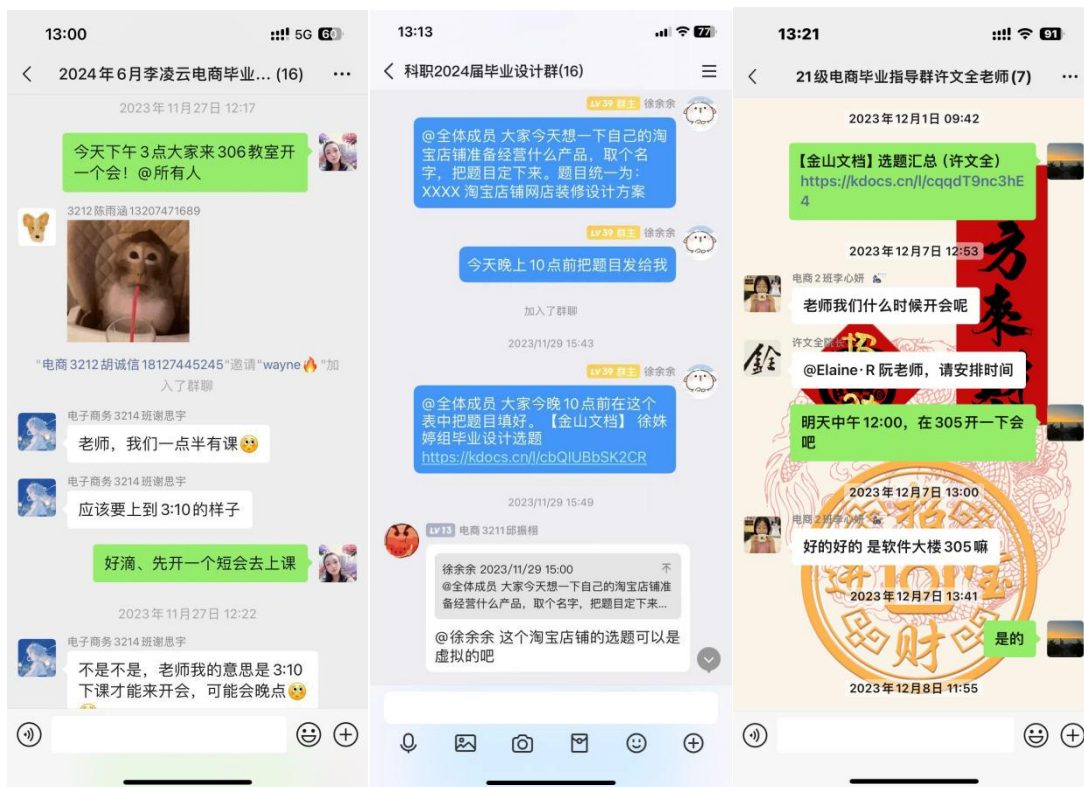 13:00
5G
60
2024年6月李凌云电商毕业... (16)
2023年11月27日 12:17
今天下午3点大家来306教室开
一个会！@所有人
3212陈雨涵13207471689
"电商3212胡诚信18127445245"邀请"wayne🔥"加
入了群聊
电子商务3214班谢思宇
老师，我们一点半有课🥺
电子商务3214班谢思宇
应该要上到3:10的样子
好滴、先开一个短会去上课
2023年11月27日 12:22
电子商务3214班谢思宇
不是不是，老师我的意思是3:10
下课才能来开会，可能会晚点🥺
13:13
77
科职2024届毕业设计群(16)
LV39 群主 徐余余
@全体成员 大家今天想一下自己的淘
宝店铺准备经营什么产品，取个名
字，把题目定下来。题目统一为：
XXXX 淘宝店铺网店装修设计方案
LV39 群主 徐余余
今天晚上10点前把题目发给我
加入了群聊
2023/11/29 15:43
LV39 群主 徐余余
@全体成员 大家今晚10点前在这个
表中把题目填好。【金山文档】 徐姝
婷组毕业设计选题
https://kdocs.cn/l/cbQIUBbSK2CR
2023/11/29 15:49
LV13 电商3211邱振栩
徐余余 2023/11/29 15:00
@全体成员 大家今天想一下自己的淘宝店铺准
备经营什么产品，取个名字，把题目定下来...
@徐余余 这个淘宝店铺的选题可以是
虚拟的吧
13:21
91
21级电商毕业指导群许文全老师(7)
2023年12月1日 09:42
【金山文档】选题汇总（许文全）
https://kdocs.cn/l/cqqdT9nc3hE
4
2023年12月7日 12:53
电商2班李心妍
老师我们什么时候开会呢
许文全院长
@Elaine·R 阮老师，请安排时间
明天中午12:00，在305开一下会
吧
2023年12月7日 13:00
电商2班李心妍
好的好的 是软件大楼305嘛
2023年12月7日 13:41
是的
2023年12月8日 11:55
方來
招
招
進
寶
財